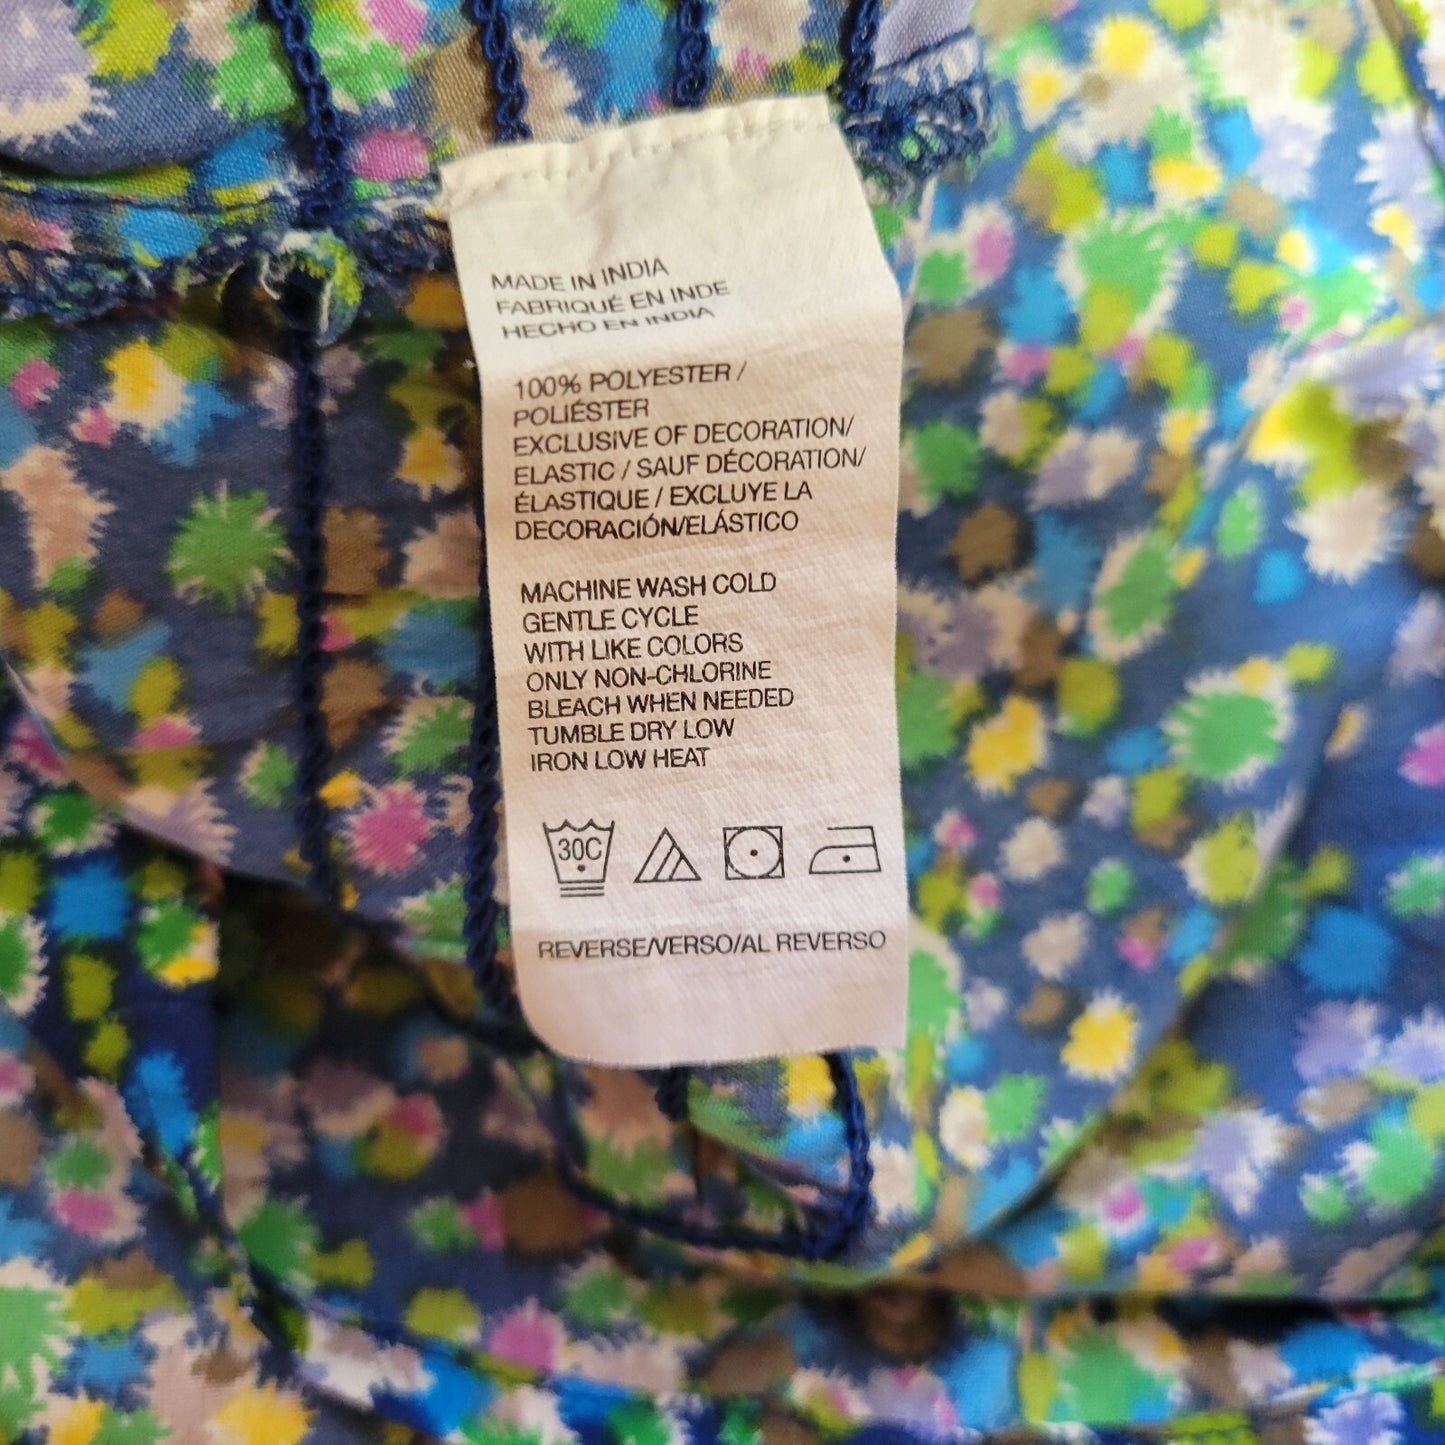 MADE IN INDIA
FABRIQUÉ EN INDE
HECHO EN INDIA
100% POLYESTER /
POLIÉSTER
EXCLUSIVE OF DECORATION/
ELASTIC / SAUF DÉCORATION/
ÉLASTIQUE / EXCLUYE LA
DECORACIÓN/ELÁSTICO
MACHINE WASH COLD
GENTLE CYCLE
WITH LIKE COLORS
ONLY NON-CHLORINE
BLEACH WHEN NEEDED
TUMBLE DRY LOW
IRON LOW HEAT
30C
REVERSE/VERSO/AL REVERSO